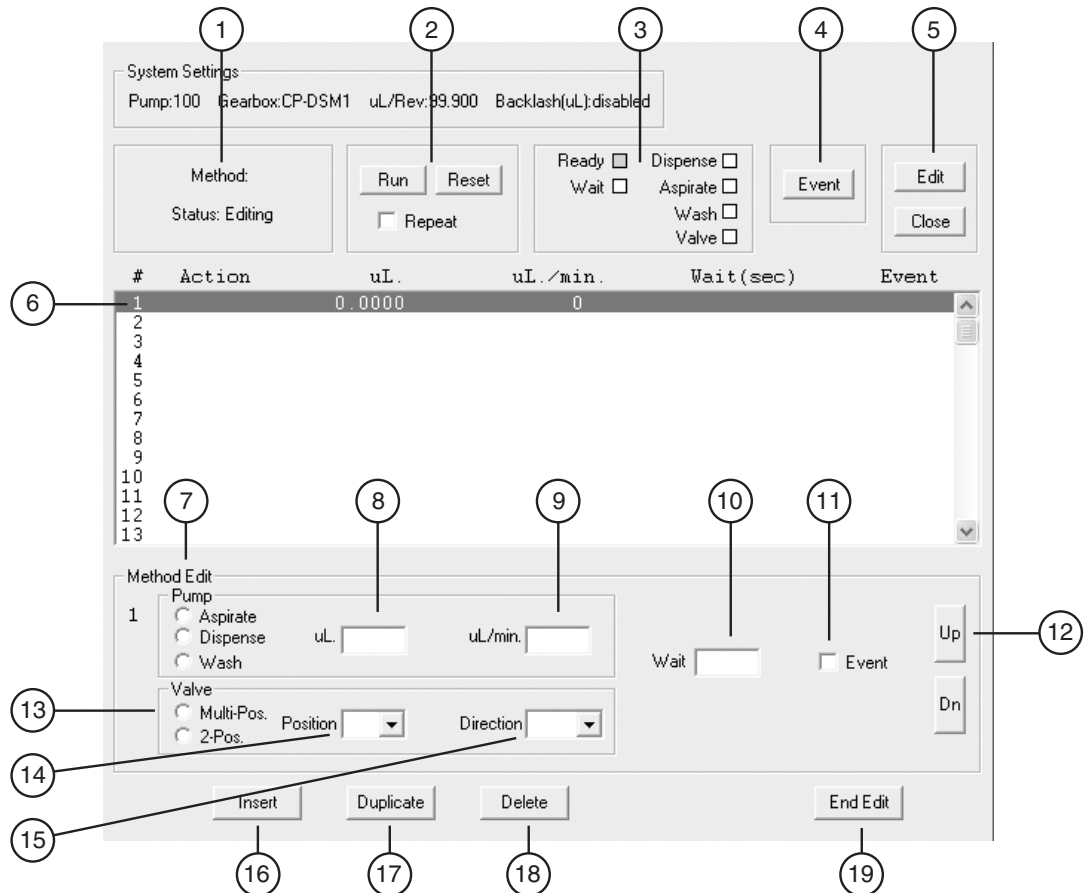 1 2 3 4 5
System Settings
Pump:100 Gearbox:CP-DSM1 uL/Rev:99.900 Backlash(uL):disabled
Method:
Status: Editing
Run Reset
Repeat
Ready Dispense
Wait Aspirate
Wash
Valve
Event
Edit
Close
# Action uL. uL./min. Wait(sec) Event
6
1 0.0000 0
2
3
4
5
6
7
8
9
10
11
12
13
7 8 9 10 11
Method Edit
Pump
1
Aspirate
Dispense uL. uL/min.
Wash
Wait Event
Up
12
Dn
Valve
13
Multi-Pos. Position Direction
2-Pos.
14
15
Insert Duplicate Delete End Edit
16 17 18 19